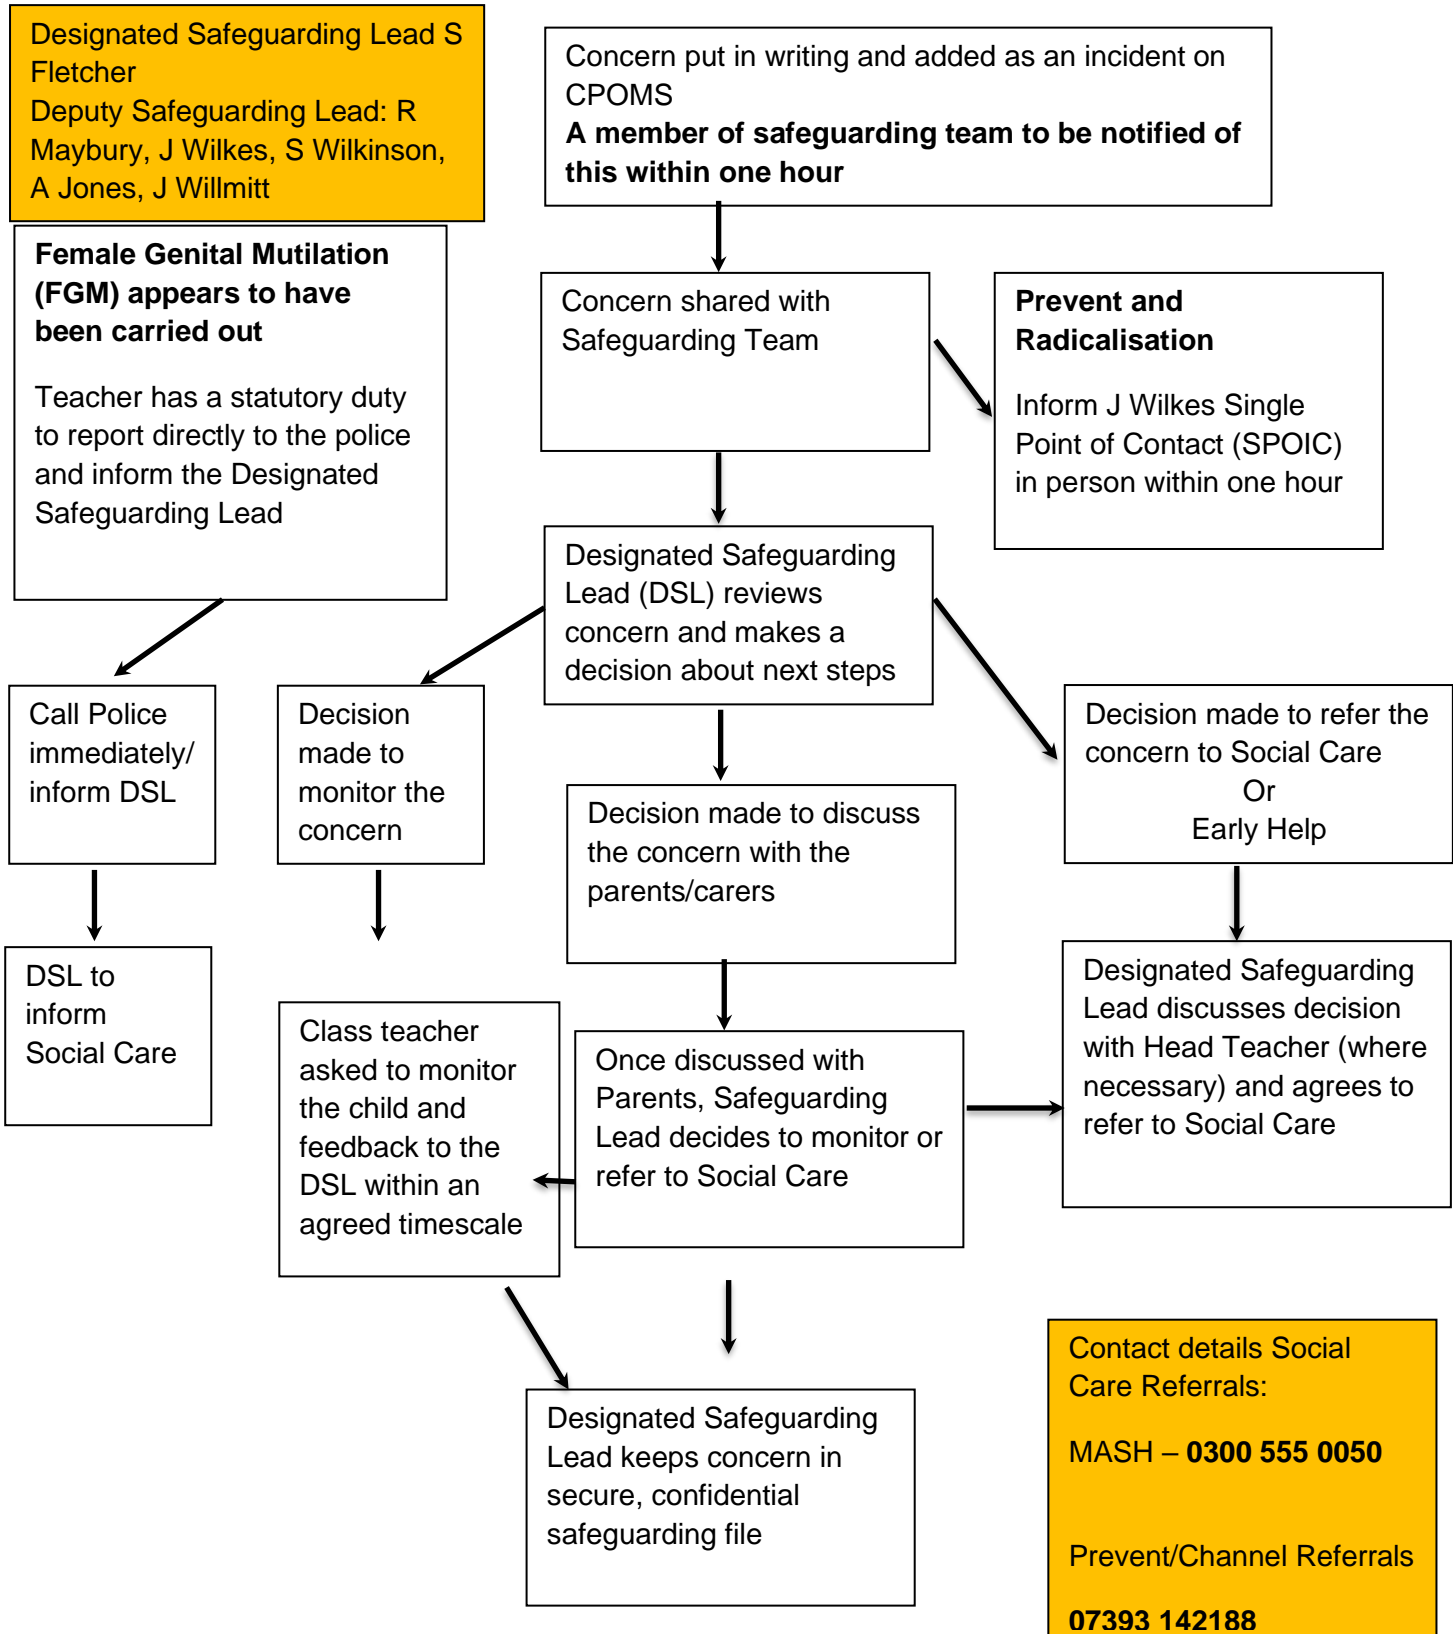 Designated Safeguarding Lead S
Fletcher
Deputy Safeguarding Lead: R
Maybury, J Wilkes, S Wilkinson,
A Jones, J Willmitt
Concern put in writing and added as an incident on
CPOMS
A member of safeguarding team to be notified of
this within one hour
Female Genital Mutilation
(FGM) appears to have
been carried out
Teacher has a statutory duty
to report directly to the police
and inform the Designated
Safeguarding Lead
Concern shared with
Safeguarding Team
Prevent and
Radicalisation
Inform J Wilkes Single
Point of Contact (SPOIC)
in person within one hour
Designated Safeguarding
Lead (DSL) reviews
concern and makes a
decision about next steps
Call Police
immediately/
inform DSL
Decision
made to
monitor the
concern
Decision made to discuss
the concern with the
parents/carers
Decision made to refer the
concern to Social Care
Or
Early Help
DSL to
inform
Social Care
Class teacher
asked to monitor
the child and
feedback to the
DSL within an
agreed timescale
Once discussed with
Parents, Safeguarding
Lead decides to monitor or
refer to Social Care
Designated Safeguarding
Lead discusses decision
with Head Teacher (where
necessary) and agrees to
refer to Social Care
Designated Safeguarding
Lead keeps concern in
secure, confidential
safeguarding file
Contact details Social
Care Referrals:
MASH – 0300 555 0050
Prevent/Channel Referrals
07393 142188